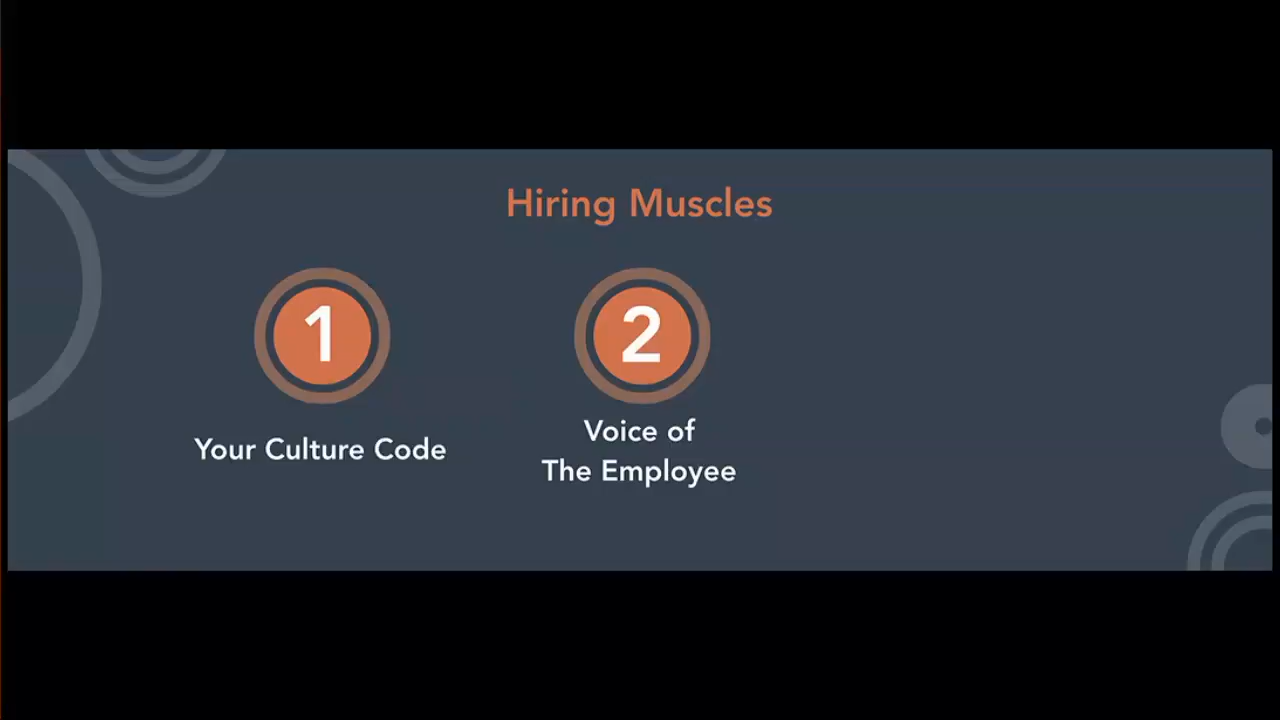 Hiring Muscles
1
2
Your Culture Code
Voice of
The Employee